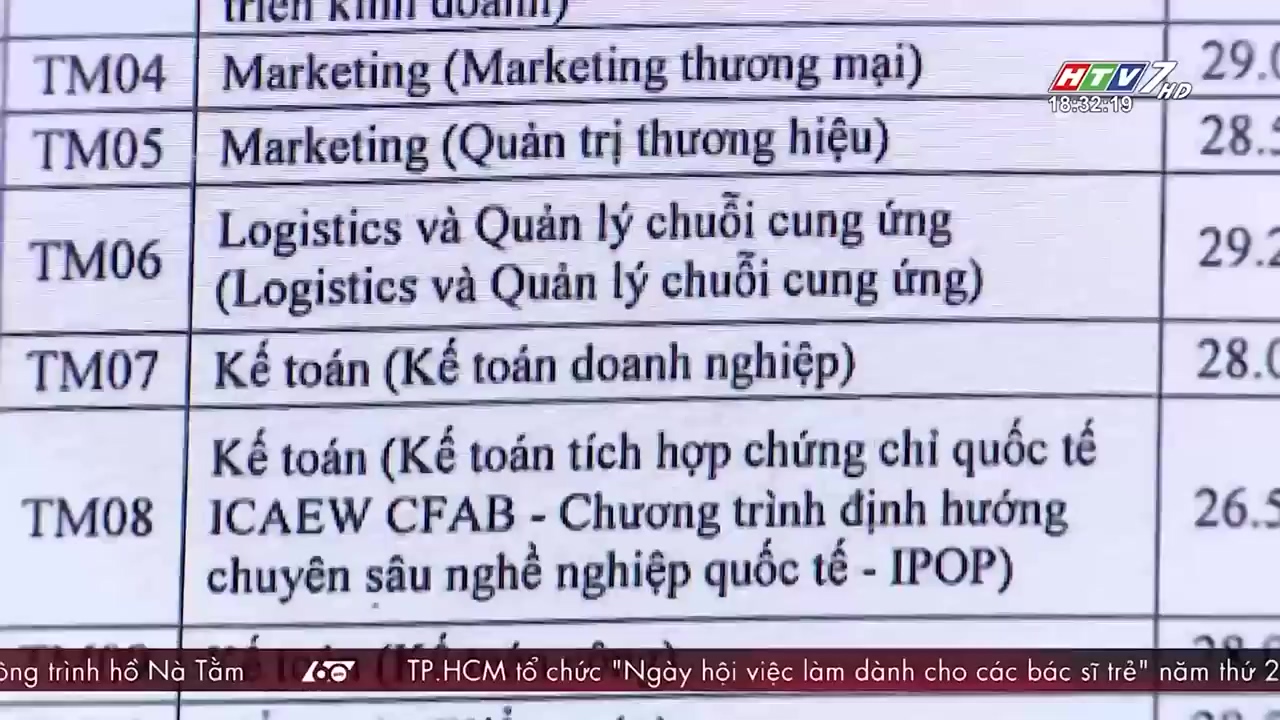 triển kinh doanh)
TM04 Marketing (Marketing thương mại) 29.0
HTV7 HD
18:32:19
TM05 Marketing (Quản trị thương hiệu) 28.5
Logistics và Quản lý chuỗi cung ứng
TM06 29.2
(Logistics và Quản lý chuỗi cung ứng)
TM07 Kế toán (Kế toán doanh nghiệp) 28.0
Kế toán (Kế toán tích hợp chứng chỉ quốc tế
TM08 ICAEW CFAB - Chương trình định hướng 26.5
chuyên sâu nghề nghiệp quốc tế - IPOP)
ông trình hồ Nà Tằm 60 TP.HCM tổ chức "Ngày hội việc làm dành cho các bác sĩ trẻ" năm thứ 2